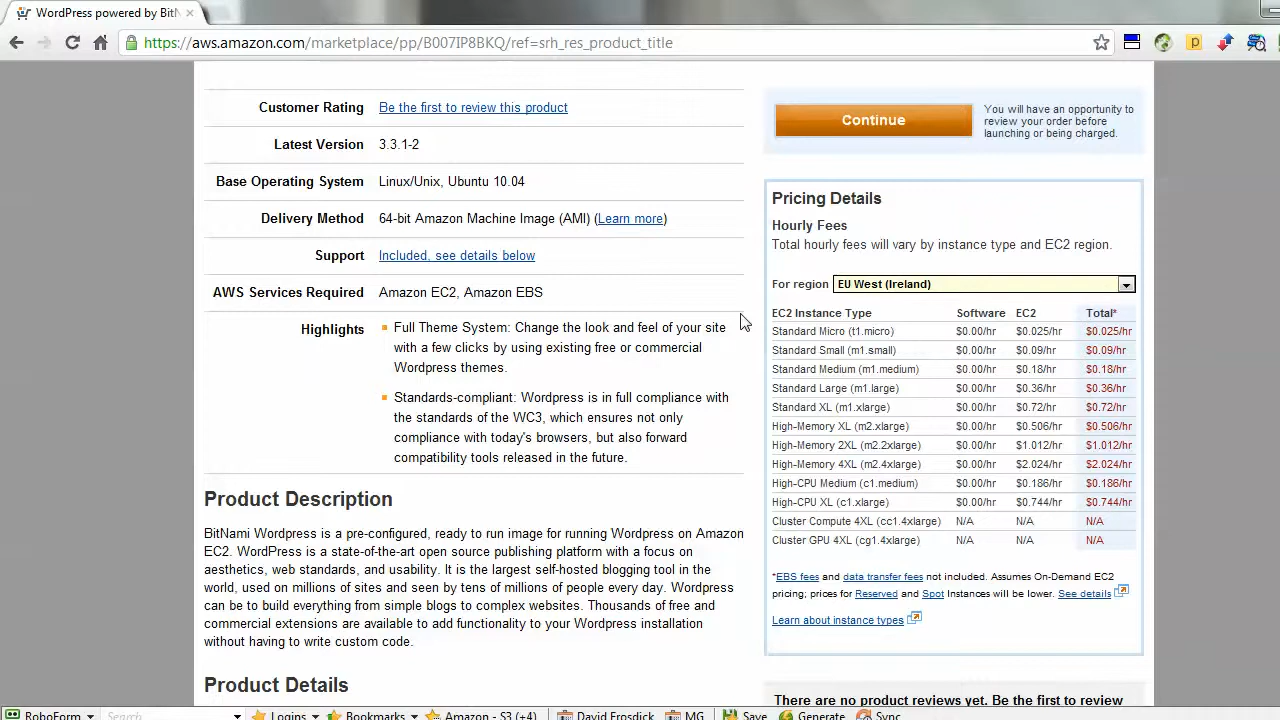 WordPress powered by BitN
https://aws.amazon.com/marketplace/pp/B007IP8BKQ/ref=srh_res_product_title
Customer Rating Be the first to review this product
Latest Version 3.3.1-2
Base Operating System Linux/Unix, Ubuntu 10.04
Delivery Method 64-bit Amazon Machine Image (AMI) (Learn more)
Support Included, see details below
AWS Services Required Amazon EC2, Amazon EBS
Highlights Full Theme System: Change the look and feel of your site
with a few clicks by using existing free or commercial
Wordpress themes.
Standards-compliant: Wordpress is in full compliance with
the standards of the WC3, which ensures not only
compliance with today's browsers, but also forward
compatibility tools released in the future.
Product Description
BitNami Wordpress is a pre-configured, ready to run image for running Wordpress on Amazon
EC2. WordPress is a state-of-the-art open source publishing platform with a focus on
aesthetics, web standards, and usability. It is the largest self-hosted blogging tool in the
world, used on millions of sites and seen by tens of millions of people every day. Wordpress
can be to build everything from simple blogs to complex websites. Thousands of free and
commercial extensions are available to add functionality to your Wordpress installation
without having to write custom code.
Product Details
Continue
You will have an opportunity to
review your order before
launching or being charged.
Pricing Details
Hourly Fees
Total hourly fees will vary by instance type and EC2 region.
For region EU West (Ireland)
EC2 Instance Type Software EC2 Total*
Standard Micro (t1.micro) $0.00/hr $0.025/hr $0.025/hr
Standard Small (m1.small) $0.00/hr $0.09/hr $0.09/hr
Standard Medium (m1.medium) $0.00/hr $0.18/hr $0.18/hr
Standard Large (m1.large) $0.00/hr $0.36/hr $0.36/hr
Standard XL (m1.xlarge) $0.00/hr $0.72/hr $0.72/hr
High-Memory XL (m2.xlarge) $0.00/hr $0.506/hr $0.506/hr
High-Memory 2XL (m2.2xlarge) $0.00/hr $1.012/hr $1.012/hr
High-Memory 4XL (m2.4xlarge) $0.00/hr $2.024/hr $2.024/hr
High-CPU Medium (c1.medium) $0.00/hr $0.186/hr $0.186/hr
High-CPU XL (c1.xlarge) $0.00/hr $0.744/hr $0.744/hr
Cluster Compute 4XL (cc1.4xlarge) N/A N/A N/A
Cluster GPU 4XL (cg1.4xlarge) N/A N/A N/A
*EBS fees and data transfer fees not included. Assumes On-Demand EC2
pricing; prices for Reserved and Spot Instances will be lower. See details
Learn about instance types
There are no product reviews yet. Be the first to review
RoboForm Search Logins Bookmarks Amazon - S3 (+4) David Frosdick MG Save Generate Sync